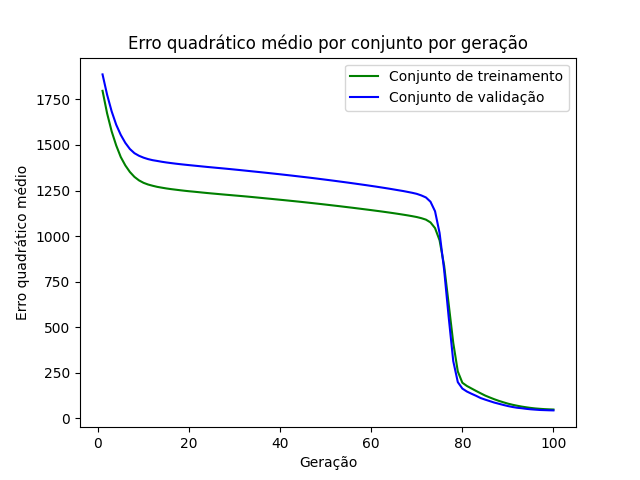 Erro quadrático médio por conjunto por geração
Conjunto de treinamento
Conjunto de validação
Erro quadrático médio
1750
1500
1250
1000
750
500
250
0
0 20 40 60 80 100
Geração